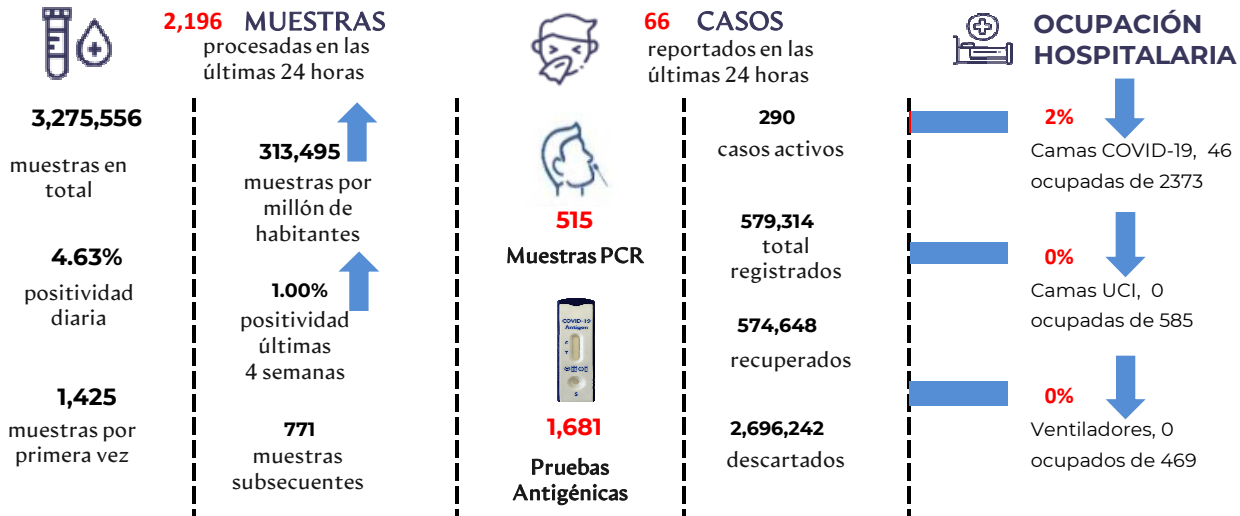 2,196 MUESTRAS
procesadas en las
últimas 24 horas
3,275,556
muestras en
total
4.63%
positividad
diaria
1,425
muestras por
primera vez
313,495
muestras por
millón de
habitantes
1.00%
positividad
últimas
4 semanas
771
muestras
subsecuentes
66 CASOS
reportados en las
últimas 24 horas
515
Muestras PCR
COVID-19
Antigen
C
T
S
1,681
Pruebas
Antigénicas
290
casos activos
579,314
total
registrados
574,648
recuperados
2,696,242
descartados
OCUPACIÓN
HOSPITALARIA
2%
Camas COVID-19, 46
ocupadas de 2373
0%
Camas UCI, 0
ocupadas de 585
0%
Ventiladores, 0
ocupados de 469